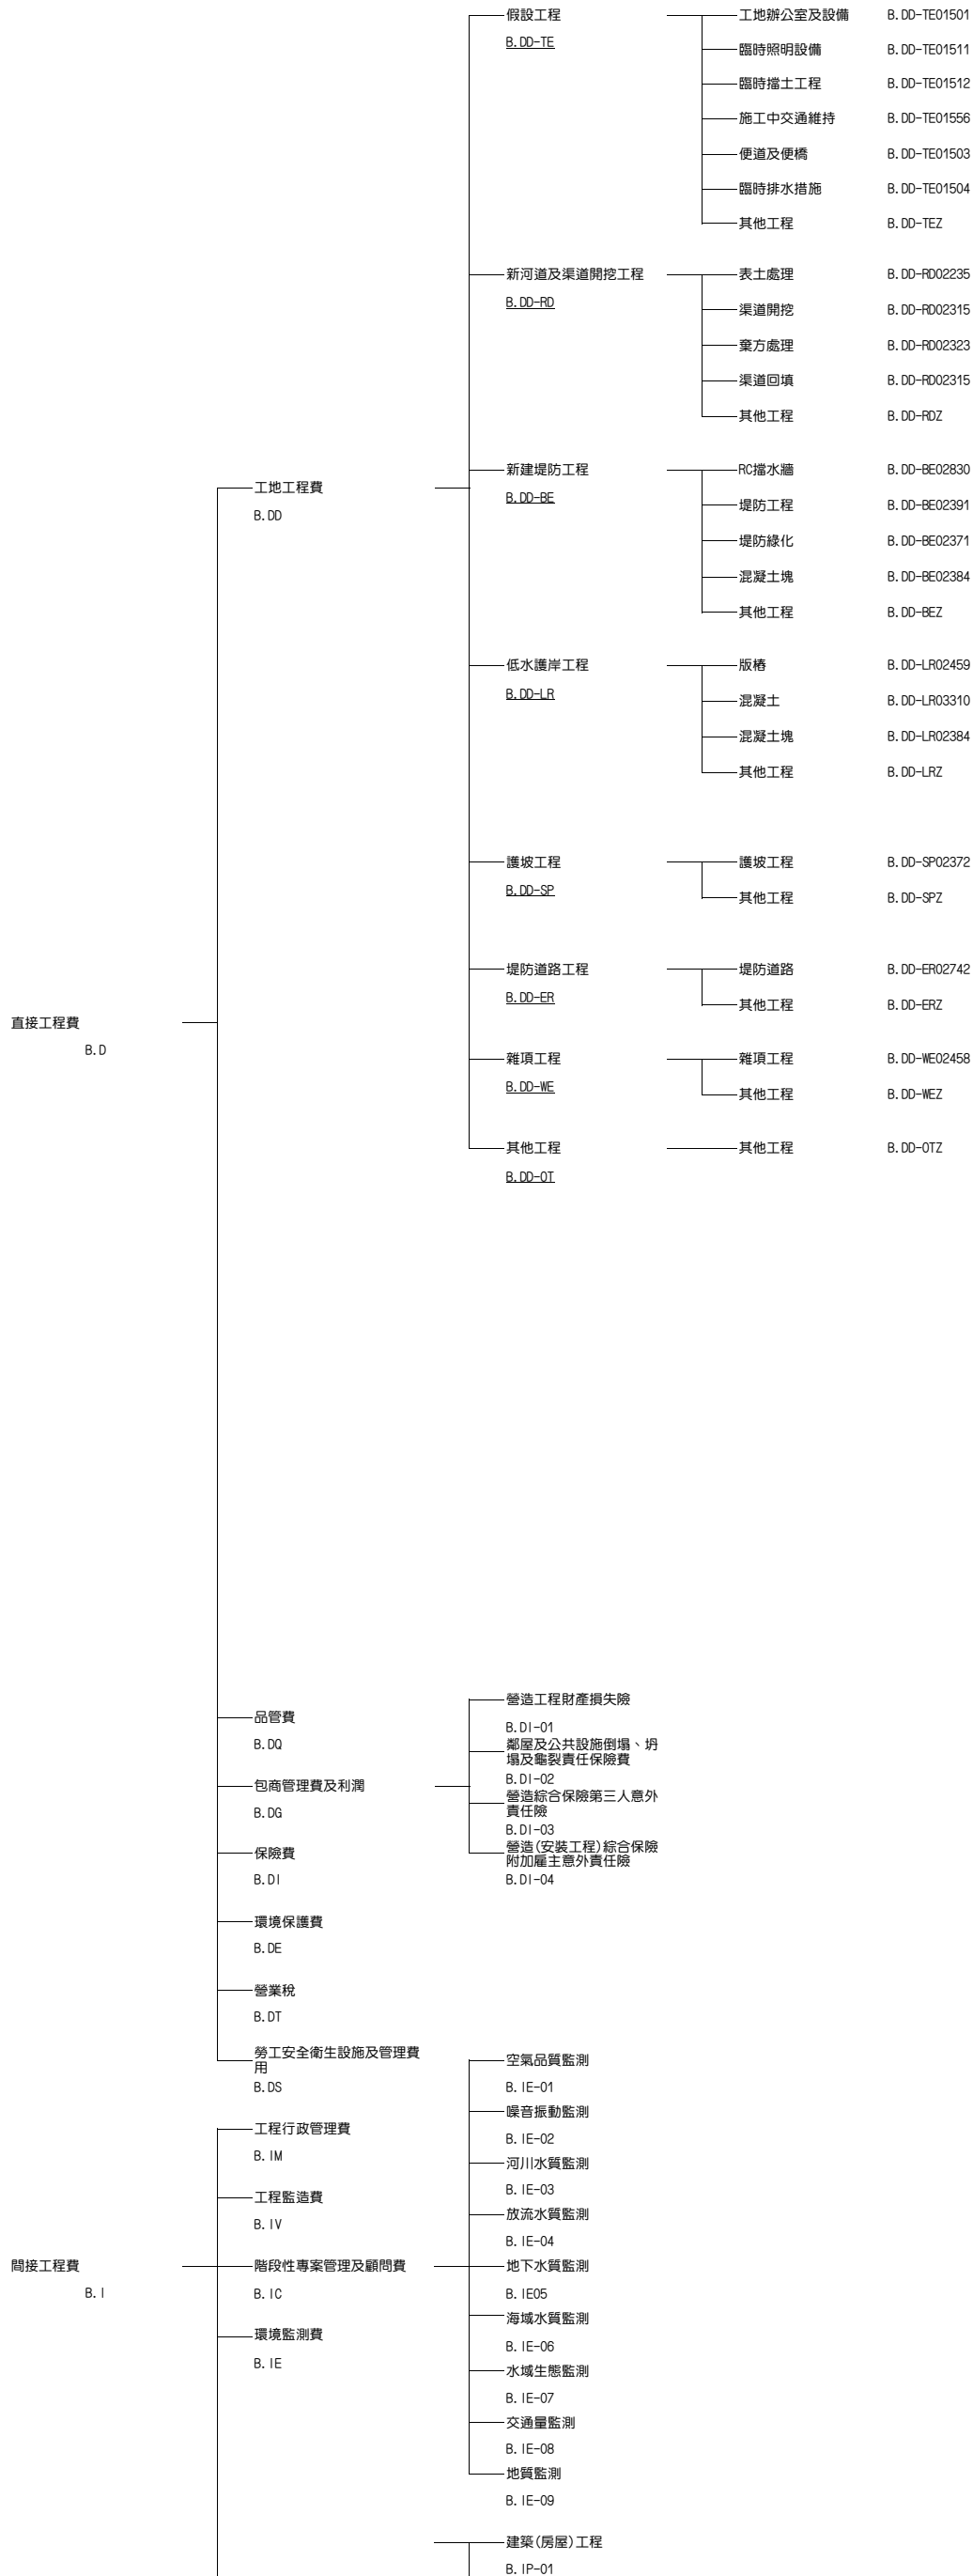 假設工程
B.DD-TE
工地辦公室及設備 B.DD-TE01501
臨時照明設備 B.DD-TE01511
臨時擋土工程 B.DD-TE01512
施工中交通維持 B.DD-TE01556
便道及便橋 B.DD-TE01503
臨時排水措施 B.DD-TE01504
其他工程 B.DD-TEZ
新河道及渠道開挖工程
B.DD-RD
表土處理 B.DD-RD02235
渠道開挖 B.DD-RD02315
棄方處理 B.DD-RD02323
渠道回填 B.DD-RD02315
其他工程 B.DD-RDZ
工地工程費
B.DD
新建堤防工程
B.DD-BE
RC擋水牆 B.DD-BE02830
堤防工程 B.DD-BE02391
堤防綠化 B.DD-BE02371
混凝土塊 B.DD-BE02384
其他工程 B.DD-BEZ
低水護岸工程
B.DD-LR
版樁 B.DD-LR02459
混凝土 B.DD-LR03310
混凝土塊 B.DD-LR02384
其他工程 B.DD-LRZ
護坡工程
B.DD-SP
護坡工程 B.DD-SP02372
其他工程 B.DD-SPZ
堤防道路工程
B.DD-ER
堤防道路 B.DD-ER02742
其他工程 B.DD-ERZ
直接工程費
B.D
雜項工程
B.DD-WE
雜項工程 B.DD-WE02458
其他工程 B.DD-WEZ
其他工程
B.DD-OT
其他工程 B.DD-OTZ
品管費
B.DQ
包商管理費及利潤
B.DG
保險費
B.DI
環境保護費
B.DE
營業稅
B.DT
勞工安全衛生設施及管理費
用
B.DS
營造工程財產損失險
B.DI-01
鄰屋及公共設施倒塌、坍
塌及龜裂責任保險費
B.DI-02
營造綜合保險第三人意外
責任險
B.DI-03
營造(安裝工程)綜合保險
附加雇主意外責任險
B.DI-04
間接工程費
B.I
工程行政管理費
B.IM
工程監造費
B.IV
階段性專案管理及顧問費
B.IC
環境監測費
B.IE
空氣品質監測
B.IE-01
噪音振動監測
B.IE-02
河川水質監測
B.IE-03
放流水質監測
B.IE-04
地下水質監測
B.IE05
海域水質監測
B.IE-06
水域生態監測
B.IE-07
交通量監測
B.IE-08
地質監測
B.IE-09
建築(房屋)工程
B.IP-01